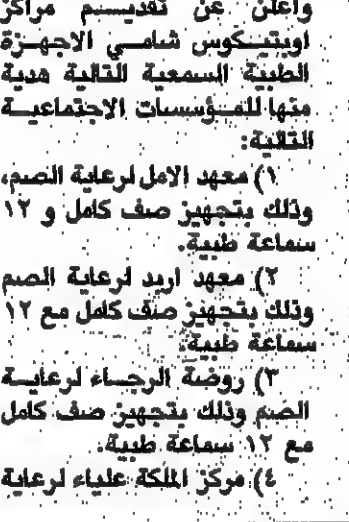 واعلن عن تقديم مراكز
اوبتيكوس شامي الاجهزة
الطبية السمعية التالية هدية
منها للمؤسسات الاجتماعية
التالية:
١) معهد الامل لرعاية الصم،
وذلك بتجهيز صف كامل و ١٢
سماعة طبية.
٢) معهد اربد لرعاية الصم
وذلك بتجهيز صف كامل مع ١٢
سماعة طبية.
٣) روضة الرجاء لرعاية
الصم وذلك بتجهيز صف كامل
مع ١٢ سماعة طبية.
٤) مركز الملكة علياء لرعاية